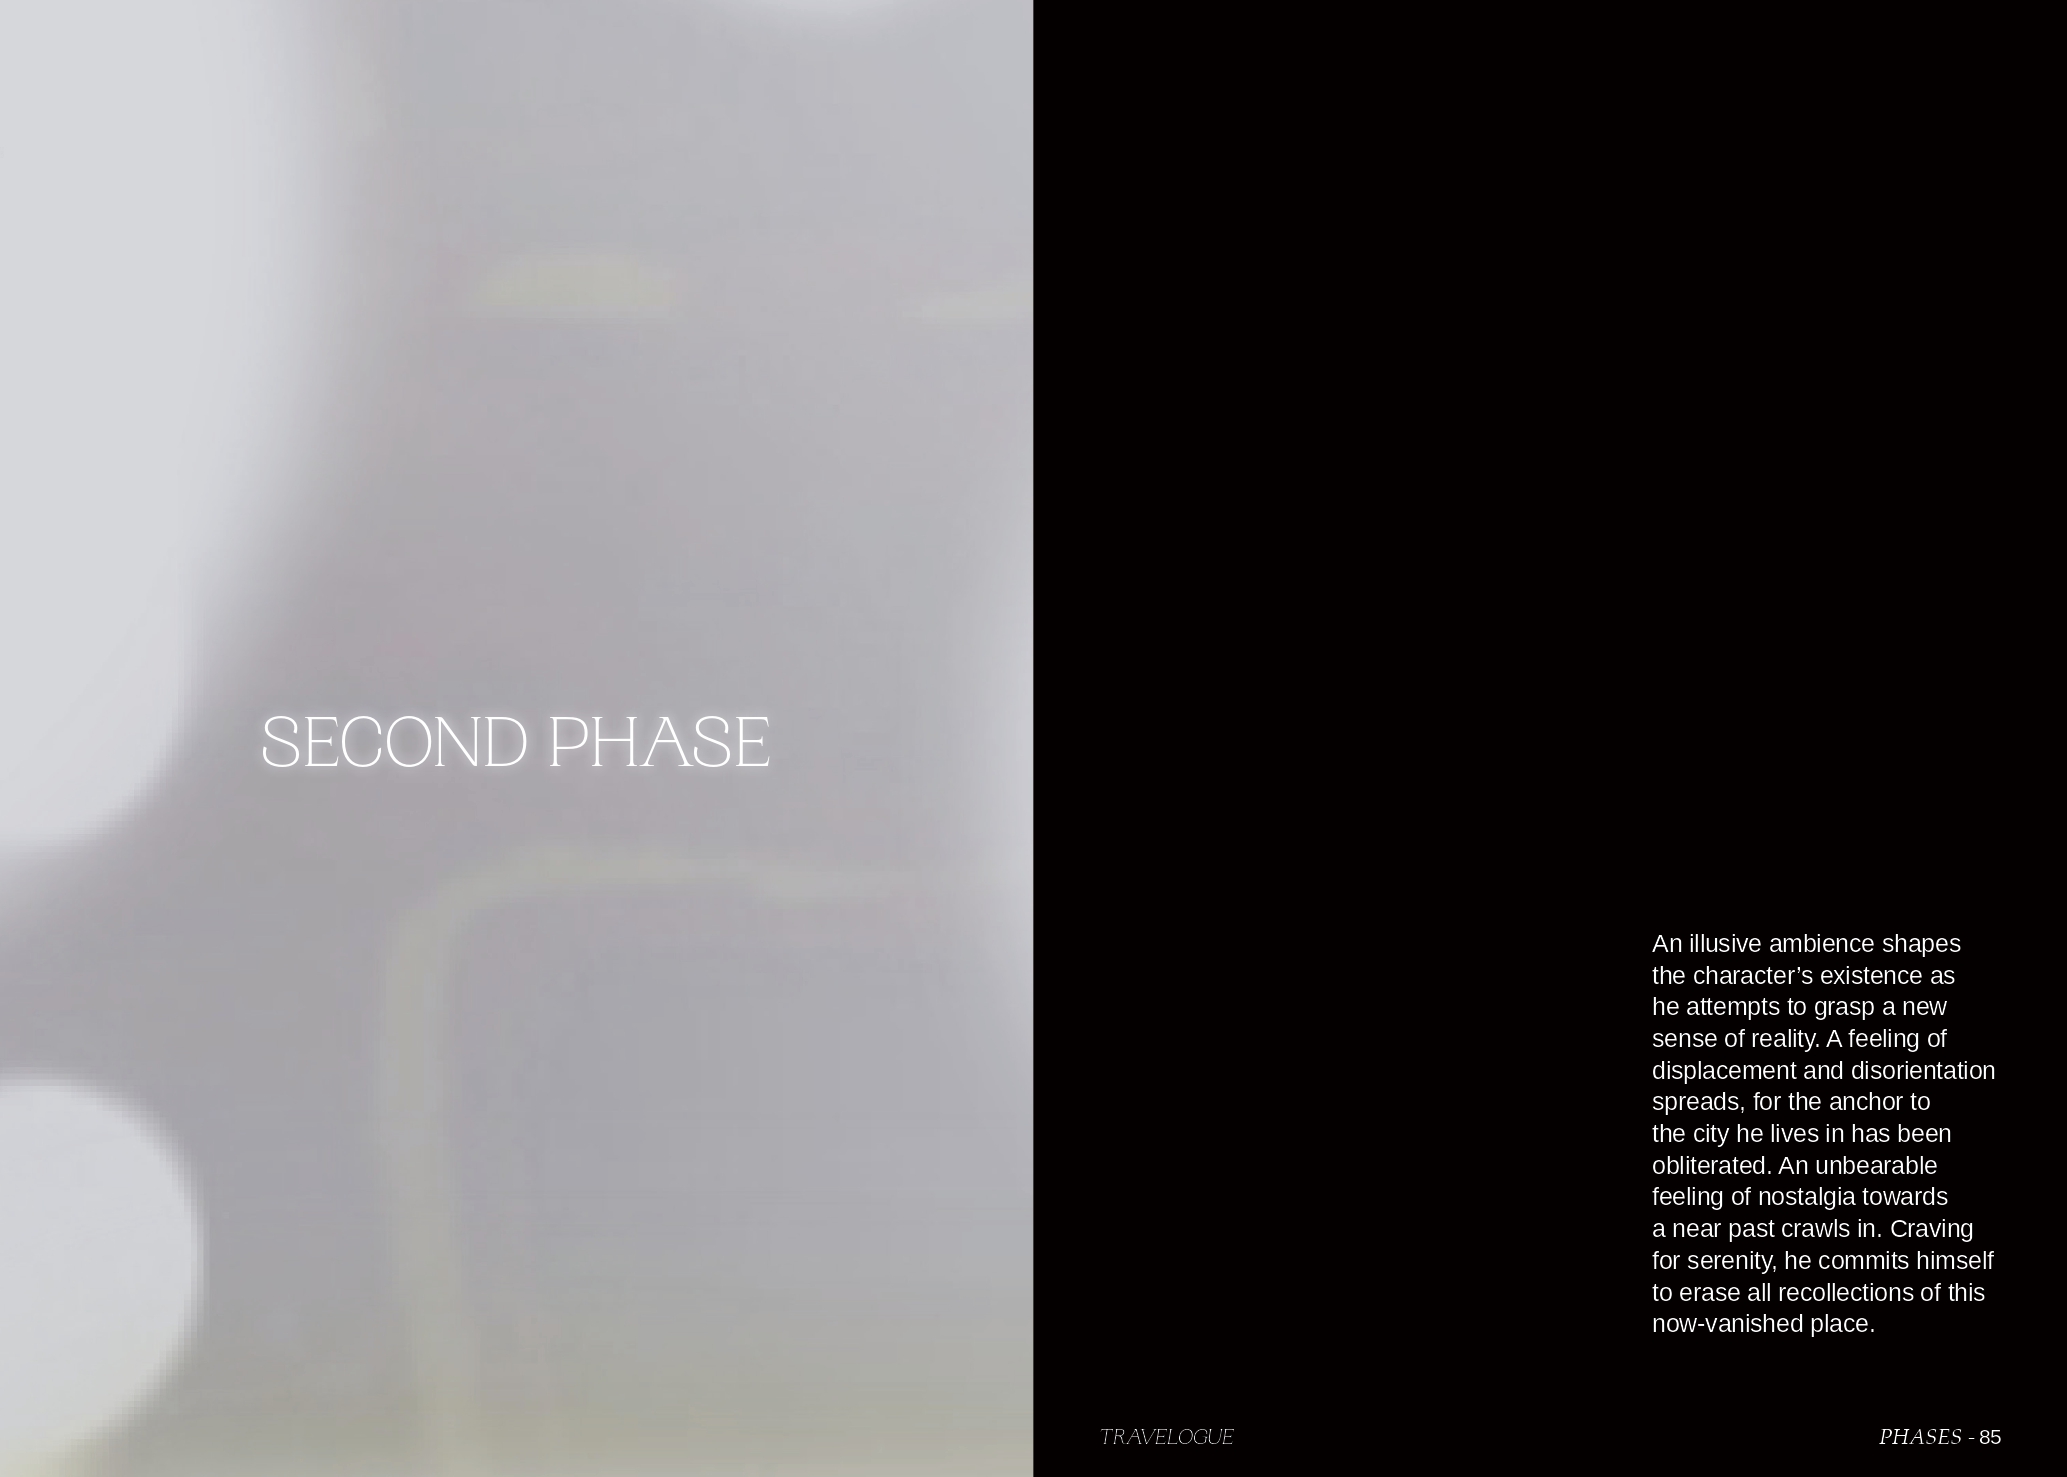 SECOND PHASE
An illusive ambience shapes
the character’s existence as
he attempts to grasp a new
sense of reality. A feeling of
displacement and disorientation
spreads, for the anchor to
the city he lives in has been
obliterated. An unbearable
feeling of nostalgia towards
a near past crawls in. Craving
for serenity, he commits himself
to erase all recollections of this
now-vanished place.
TRAVELOGUE
PHASES - 85